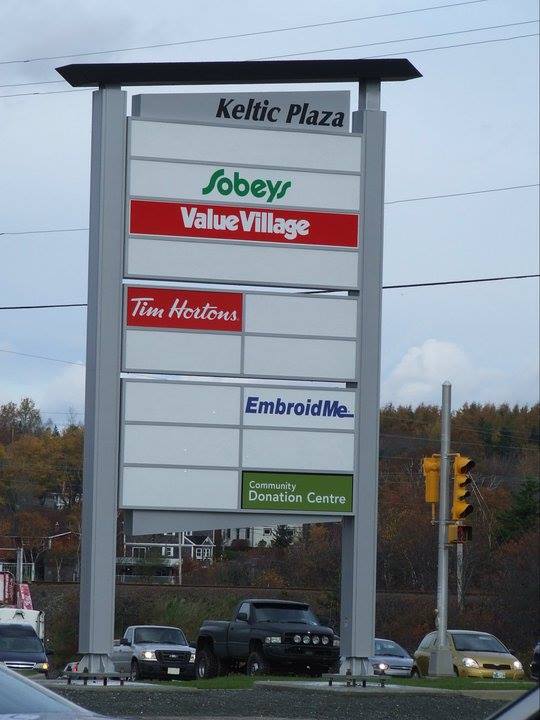 Keltic Plaza
Sobeys
Value Village
Tim Hortons
EmbroidMe
Community
Donation Centre